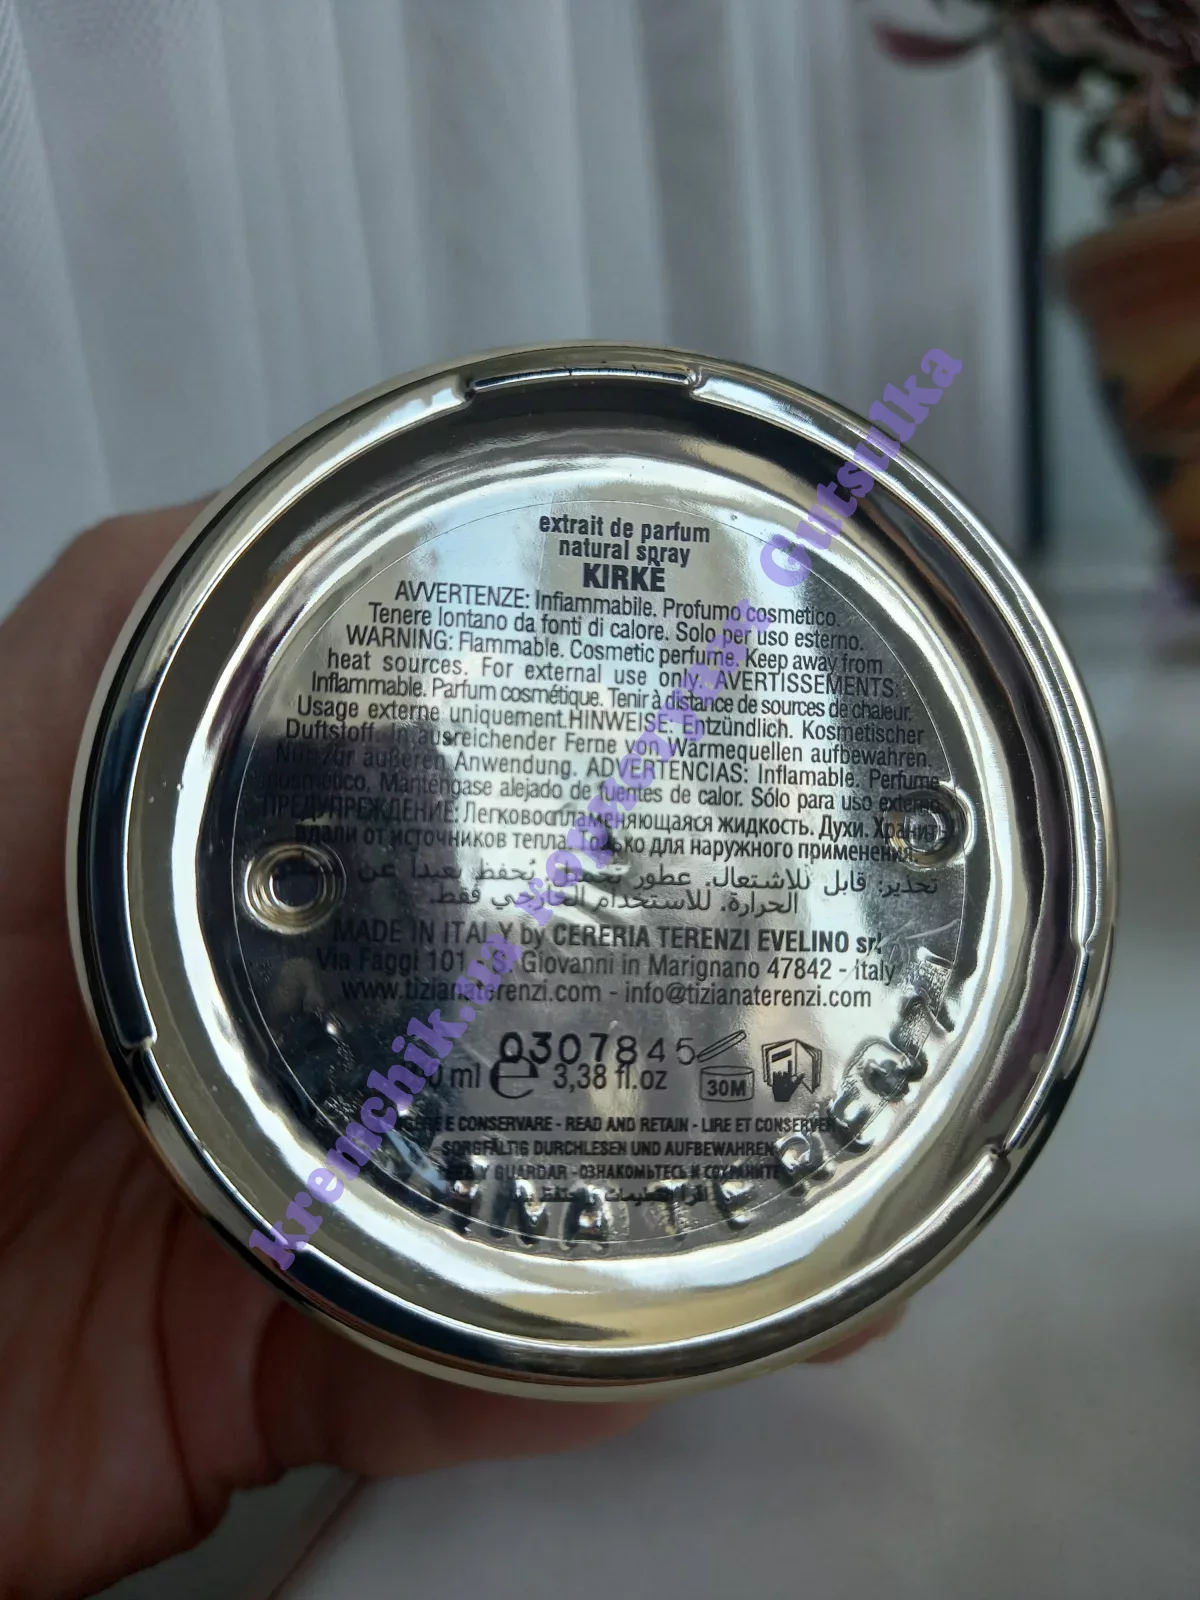 extrait de parfum
natural spray
KIRKÈ
AVVERTENZE: Infiammabile. Profumo cosmetico.
Tenere lontano da fonti di calore. Solo per uso esterno.
WARNING: Flammable. Cosmetic perfume. Keep away from
heat sources. For external use only. AVERTISSEMENTS:
Inflammable. Parfum cosmétique. Tenir à distance de sources de chaleur.
Usage externe uniquement.HINWEISE: Entzündlich. Kosmetischer
Duftstoff. In ausreichender Ferne von Wärmequellen aufbewahren.
Nur zur äußeren Anwendung. ADVERTENCIAS: Inflamable. Perfume
cosmético. Manténgase alejado de fuentes de calor. Sólo para uso externo.
ПРЕДУПРЕЖДЕНИЕ: Легковоспламеняющаяся жидкость. Духи. Хранить
вдали от источников тепла. Только для наружного применения.
تحذير: قابل للاشتعال. عطور تجميل. يُحفظ بعيدا عن
الحرارة. للاستخدام الخارجي فقط.
MADE IN ITALY by CERERIA TERENZI EVELINO srl
Via Faggi 101 S. Giovanni in Marignano 47842 - Italy
www.tizianaterenzi.com - info@tizianaterenzi.com
0307845
ml e 3,38 fl.oz 30M
E CONSERVARE - READ AND RETAIN - LIRE ET CONSERVER
SORGFÄLTIG DURCHLESEN UND AUFBEWAHREN
Y GUARDAR - ОЗНАКОМЬТЕСЬ И СОХРАНИТЕ
kremchik.ua Gutsulka